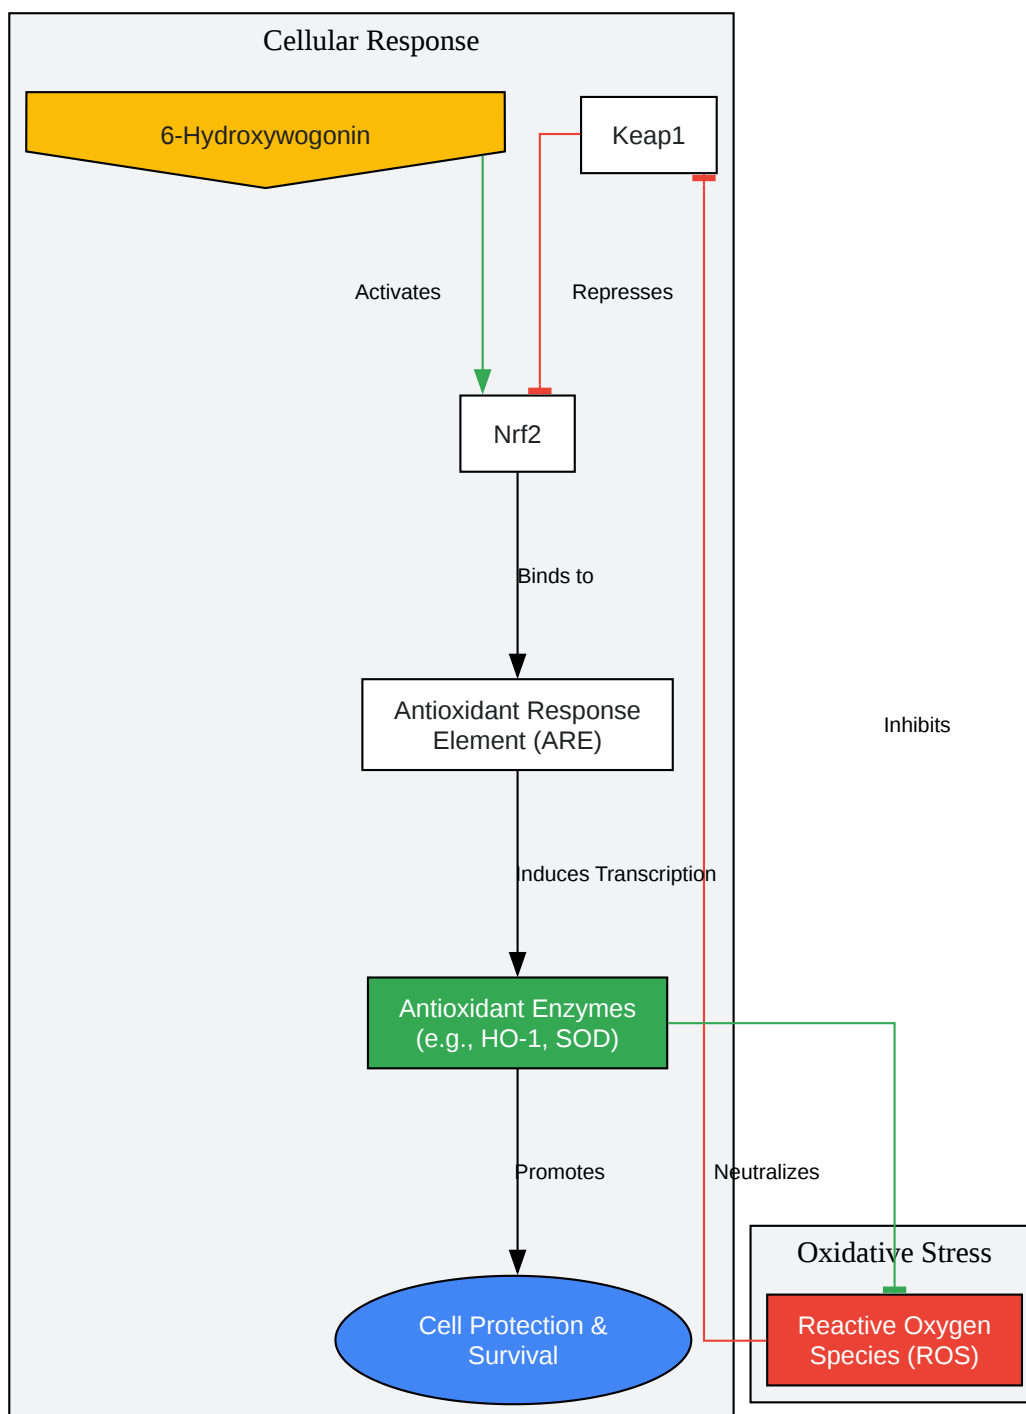 Cellular Response
6-Hydroxywogonin
Keap1
Activates
Represses
Nrf2
Binds to
Antioxidant Response
Element (ARE)
Inhibits
Induces Transcription
Antioxidant Enzymes
(e.g., HO-1, SOD)
Promotes
Neutralizes
Oxidative Stress
Cell Protection &
Survival
Reactive Oxygen
Species (ROS)